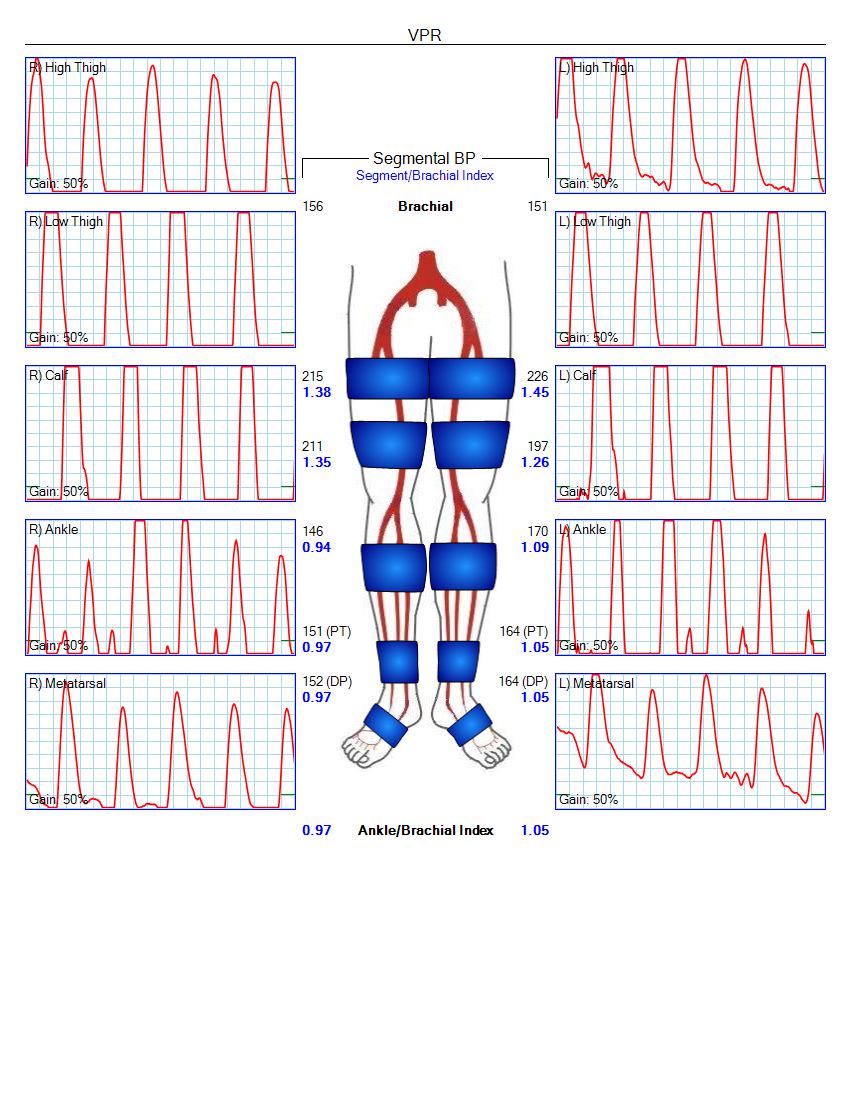 VPR
R) High Thigh
Gain: 50%
L) High Thigh
Gain: 50%
Segmental BP
Segment/Brachial Index
156 Brachial 151
R) Low Thigh
Gain: 50%
L) Low Thigh
Gain: 50%
R) Calf
Gain: 50%
215 226
1.38 1.45
211 197
1.35 1.26
L) Calf
Gain: 50%
R) Ankle
Gain: 50%
146 170
0.94 1.09
151 (PT) 164 (PT)
0.97 1.05
L) Ankle
Gain: 50%
R) Metatarsal
Gain: 50%
152 (DP) 164 (DP)
0.97 1.05
L) Metatarsal
Gain: 50%
0.97 Ankle/Brachial Index 1.05